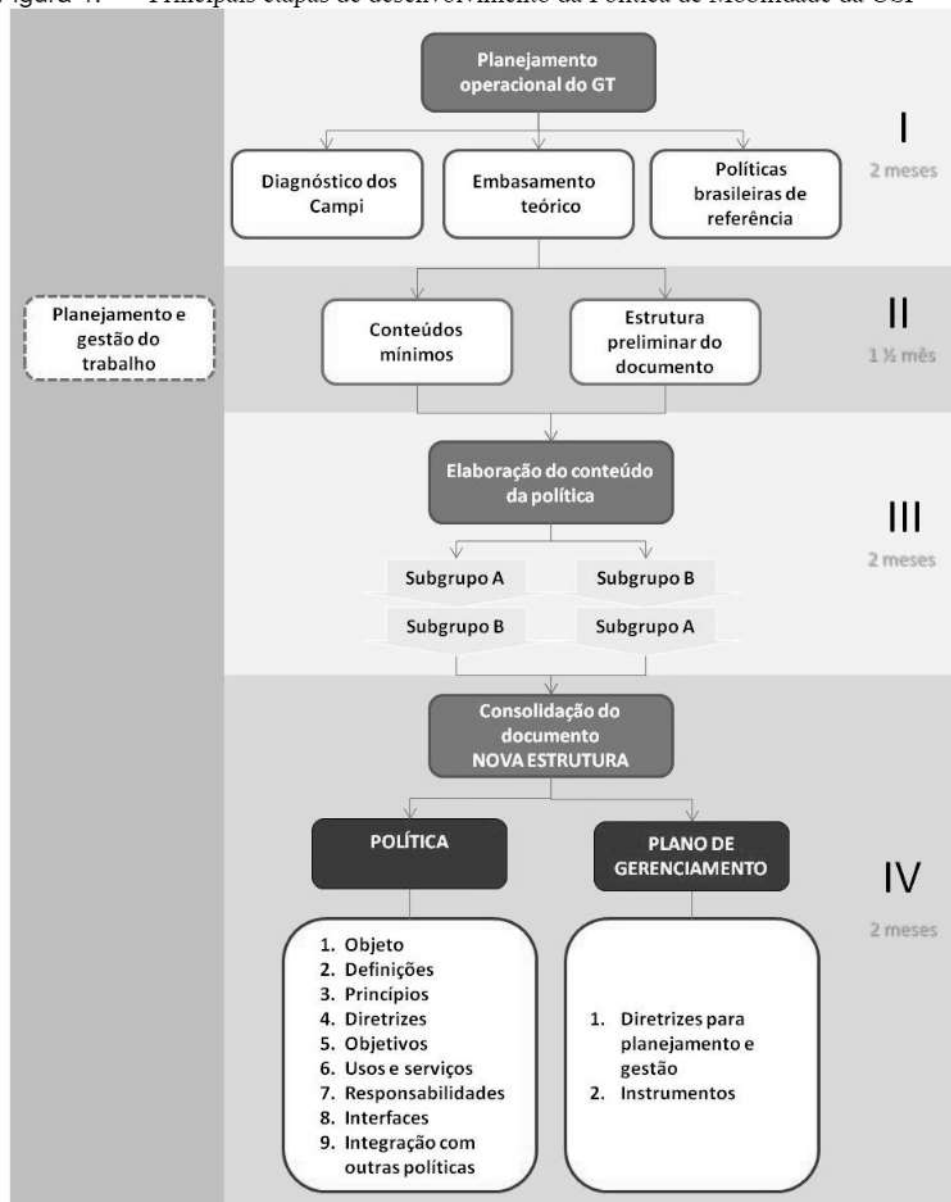 Figura 4. Principais etapas de desenvolvimento da Política de Mobilidade da USP
Planejamento
operacional do GT
I
2 meses
Diagnóstico dos
Campi
Embasamento
teórico
Políticas
brasileiras de
referência
Planejamento e
gestão do
trabalho
Conteúdos
mínimos
Estrutura
preliminar do
documento
II
1 ½ mês
Elaboração do conteúdo
da política
III
2 meses
Subgrupo A
Subgrupo B
Subgrupo B
Subgrupo A
Consolidação do
documento
NOVA ESTRUTURA
POLÍTICA
PLANO DE
GERENCIAMENTO
IV
2 meses
1. Objeto
2. Definições
3. Princípios
4. Diretrizes
5. Objetivos
6. Usos e serviços
7. Responsabilidades
8. Interfaces
9. Integração com
outras políticas
1. Diretrizes para
planejamento e
gestão
2. Instrumentos